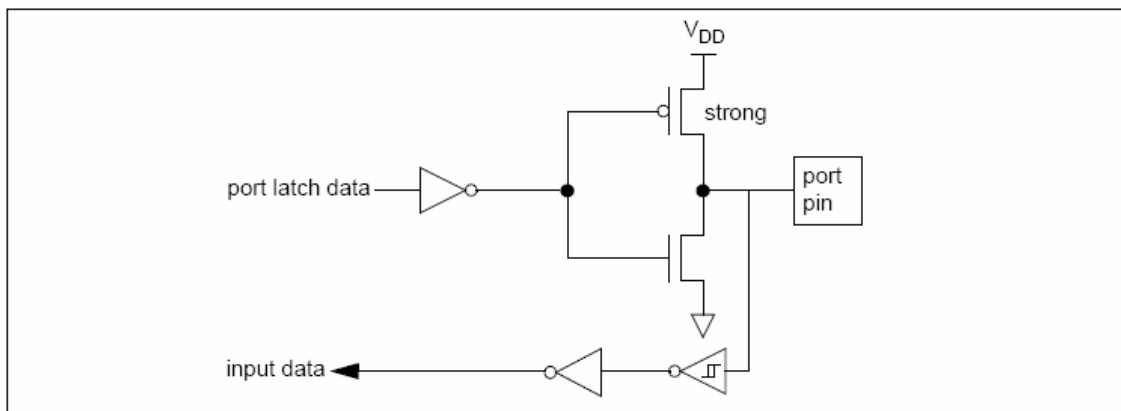 V_DD
strong
port latch data
port
pin
input data